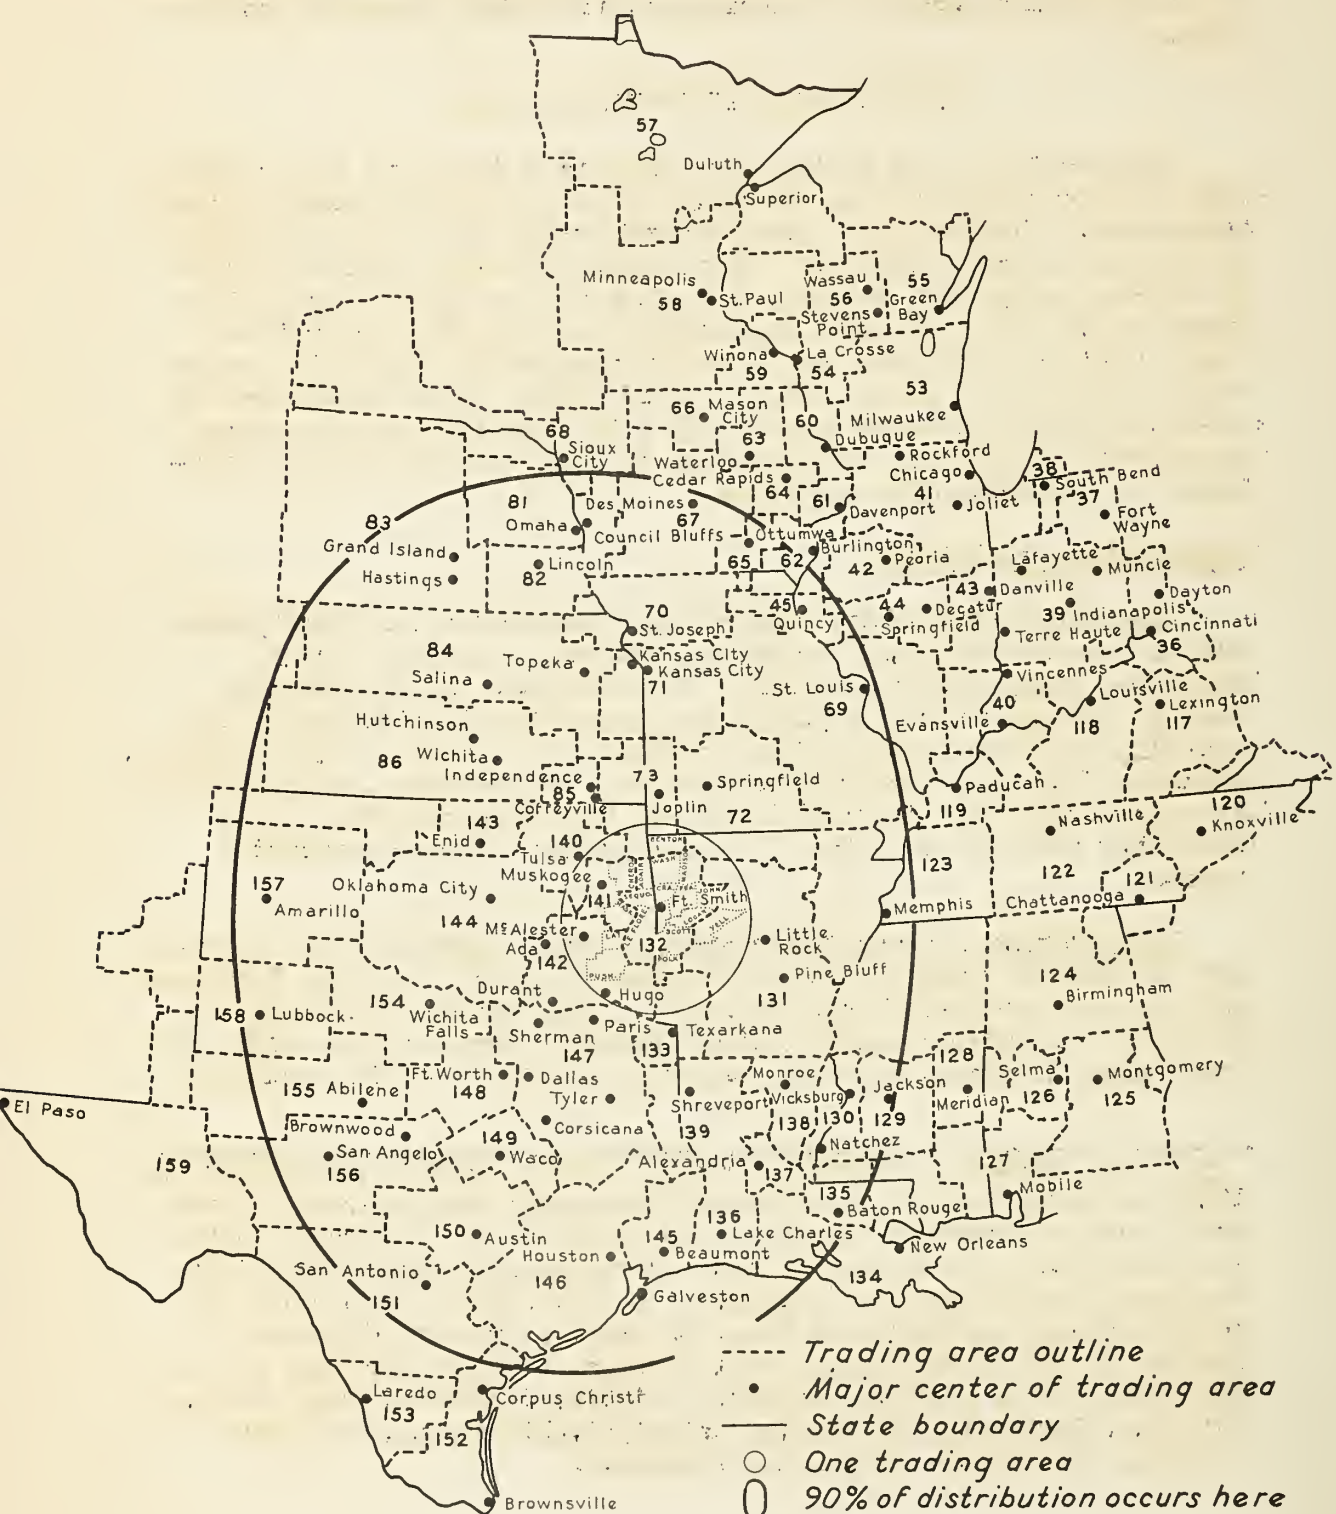 57
Duluth
Superior
Minneapolis
58
St. Paul
Wassau
56
55
Stevens
Point
Green
Bay
Winona
59
La Crosse
54
53
66
Mason
City
60
Milwaukee
Dubuque
63
Waterloo
Cedar Rapids
64
68
Sioux
City
Rockford
Chicago
41
Joliet
38
South Bend
37
Fort
Wayne
81
Omaha
Des Moines
67
Council Bluffs
61
Davenport
83
Grand Island
Hastings
Lincoln
82
Ottumwa
65
62
Burlington
42
Peoria
Lafayette
Muncie
43
Danville
Dayton
39
Indianapolis
Cincinnati
36
70
St. Joseph
45
Quincy
44
Decatur
Springfield
Terre Haute
84
Salina
Topeka
Kansas City
Kansas City
71
St. Louis
69
Vincennes
40
Evansville
Louisville
118
Lexington
117
Hutchinson
86
Wichita
Independence
85
Coffeyville
73
Joplin
Springfield
72
Paducah
119
120
Knoxville
Nashville
143
Enid
140
Tulsa
Muskogee
141
Ft. Smith
123
122
121
Chattanooga
Memphis
157
Amarillo
Oklahoma City
144
McAlester
Ada
142
132
BENTON
SCOTT
POLK
PUSH.
Little
Rock
Pine Bluff
131
124
Birmingham
158
Lubbock
154
Wichita
Falls
Durant
Hugo
Sherman
147
Paris
133
Texarkana
155
Abilene
Ft. Worth
148
Dallas
Tyler
Shreveport
Monroe
Vicksburg
138
130
Jackson
129
128
Meridian
Selma
126
Montgomery
125
El Paso
Brownwood
San Angelo
156
149
Waco
Corsicana
139
Natchez
159
Alexandria
137
127
Mobile
135
Baton Rouge
150
Austin
Houston
146
145
Beaumont
136
Lake Charles
New Orleans
134
San Antonio
151
Galveston
Laredo
153
152
Corpus Christi
Brownsville
Trading area outline
Major center of trading area
State boundary
One trading area
90% of distribution occurs here